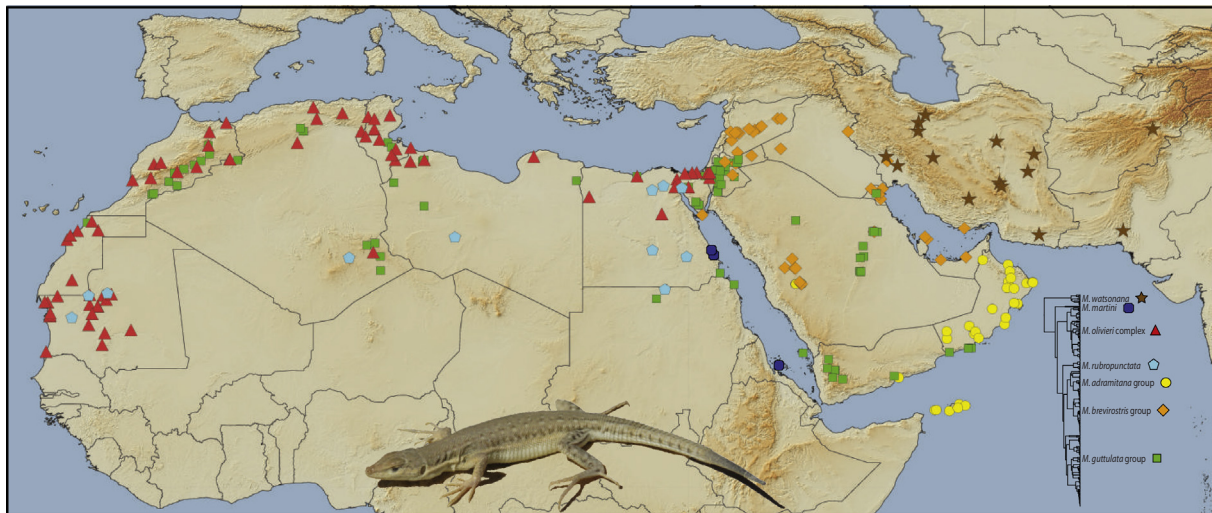 M. watsonana
M. martini
M. olivieri complex
M. rubropunctata
M. adramitana group
M. brevirostris group
M. guttulata group